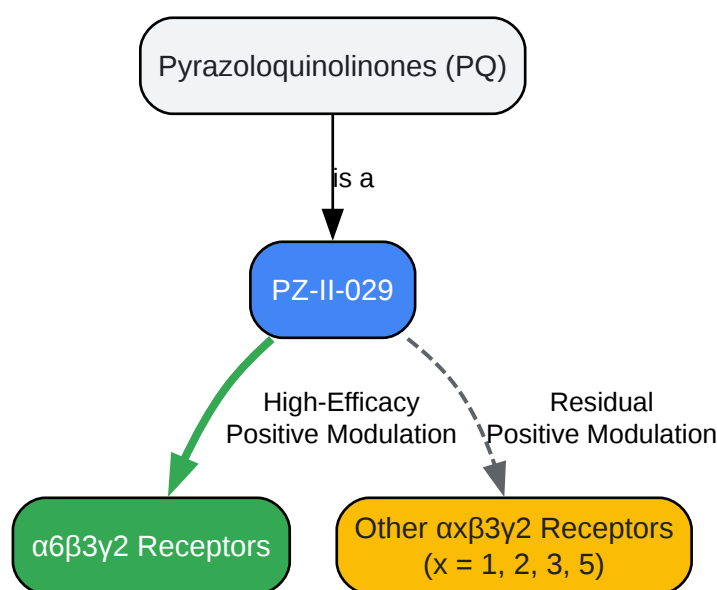 Pyrazoloquinolinones (PQ)
is a
PZ-II-029
High-Efficacy
Positive Modulation
Residual
Positive Modulation
α6β3γ2 Receptors
Other αxβ3γ2 Receptors
(x = 1, 2, 3, 5)